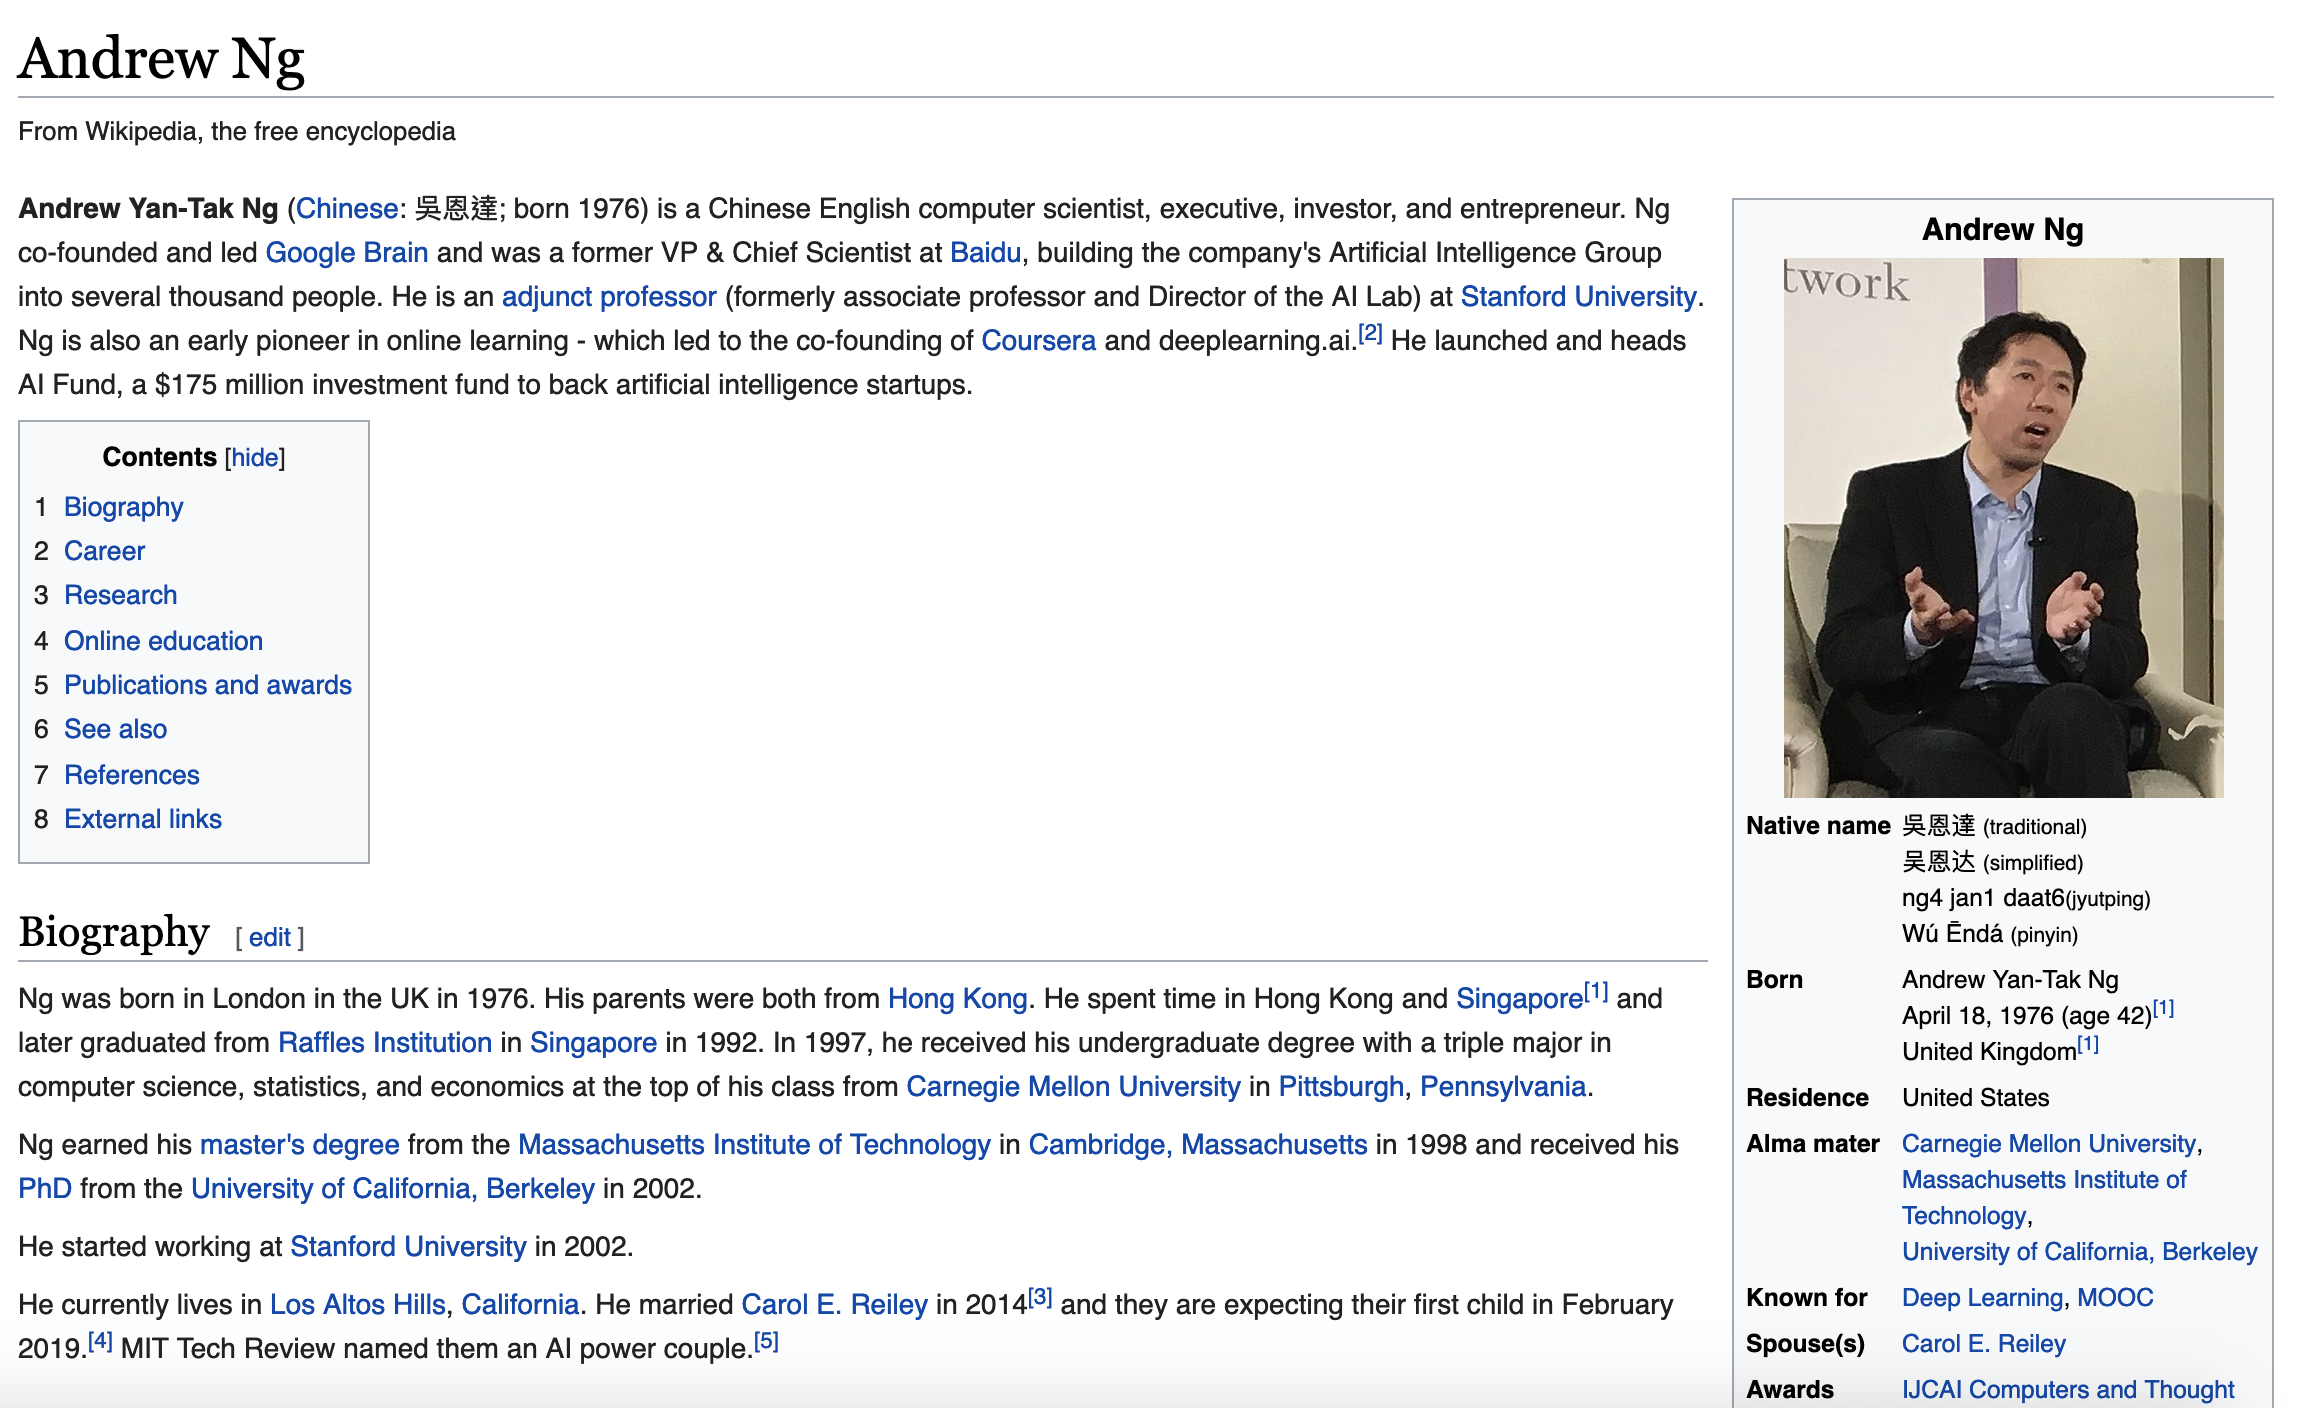 Andrew Ng
From Wikipedia, the free encyclopedia
Andrew Yan-Tak Ng (Chinese: 吳恩達; born 1976) is a Chinese English computer scientist, executive, investor, and entrepreneur. Ng
co-founded and led Google Brain and was a former VP & Chief Scientist at Baidu, building the company's Artificial Intelligence Group
into several thousand people. He is an adjunct professor (formerly associate professor and Director of the AI Lab) at Stanford University.
Ng is also an early pioneer in online learning - which led to the co-founding of Coursera and deeplearning.ai.[2] He launched and heads
AI Fund, a $175 million investment fund to back artificial intelligence startups.
Contents [hide]
1 Biography
2 Career
3 Research
4 Online education
5 Publications and awards
6 See also
7 References
8 External links
Biography [ edit ]
Ng was born in London in the UK in 1976. His parents were both from Hong Kong. He spent time in Hong Kong and Singapore[1] and
later graduated from Raffles Institution in Singapore in 1992. In 1997, he received his undergraduate degree with a triple major in
computer science, statistics, and economics at the top of his class from Carnegie Mellon University in Pittsburgh, Pennsylvania.
Ng earned his master's degree from the Massachusetts Institute of Technology in Cambridge, Massachusetts in 1998 and received his
PhD from the University of California, Berkeley in 2002.
He started working at Stanford University in 2002.
He currently lives in Los Altos Hills, California. He married Carol E. Reiley in 2014[3] and they are expecting their first child in February
2019.[4] MIT Tech Review named them an AI power couple.[5]
Andrew Ng
twork
Native name 吳恩達 (traditional)
吴恩达 (simplified)
ng4 jan1 daat6(jyutping)
Wú Ēndá (pinyin)
Born Andrew Yan-Tak Ng
April 18, 1976 (age 42)[1]
United Kingdom[1]
Residence United States
Alma mater Carnegie Mellon University,
Massachusetts Institute of
Technology,
University of California, Berkeley
Known for Deep Learning, MOOC
Spouse(s) Carol E. Reiley
Awards IJCAI Computers and Thought